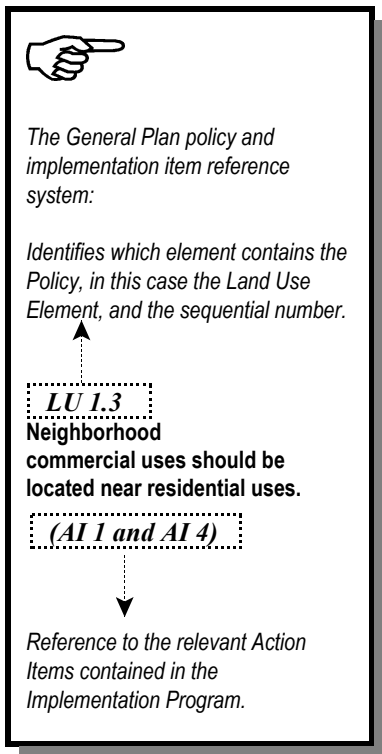 The General Plan policy and
implementation item reference
system:
Identifies which element contains the
Policy, in this case the Land Use
Element, and the sequential number.
LU 1.3
Neighborhood
commercial uses should be
located near residential uses.
(AI 1 and AI 4)
Reference to the relevant Action
Items contained in the
Implementation Program.